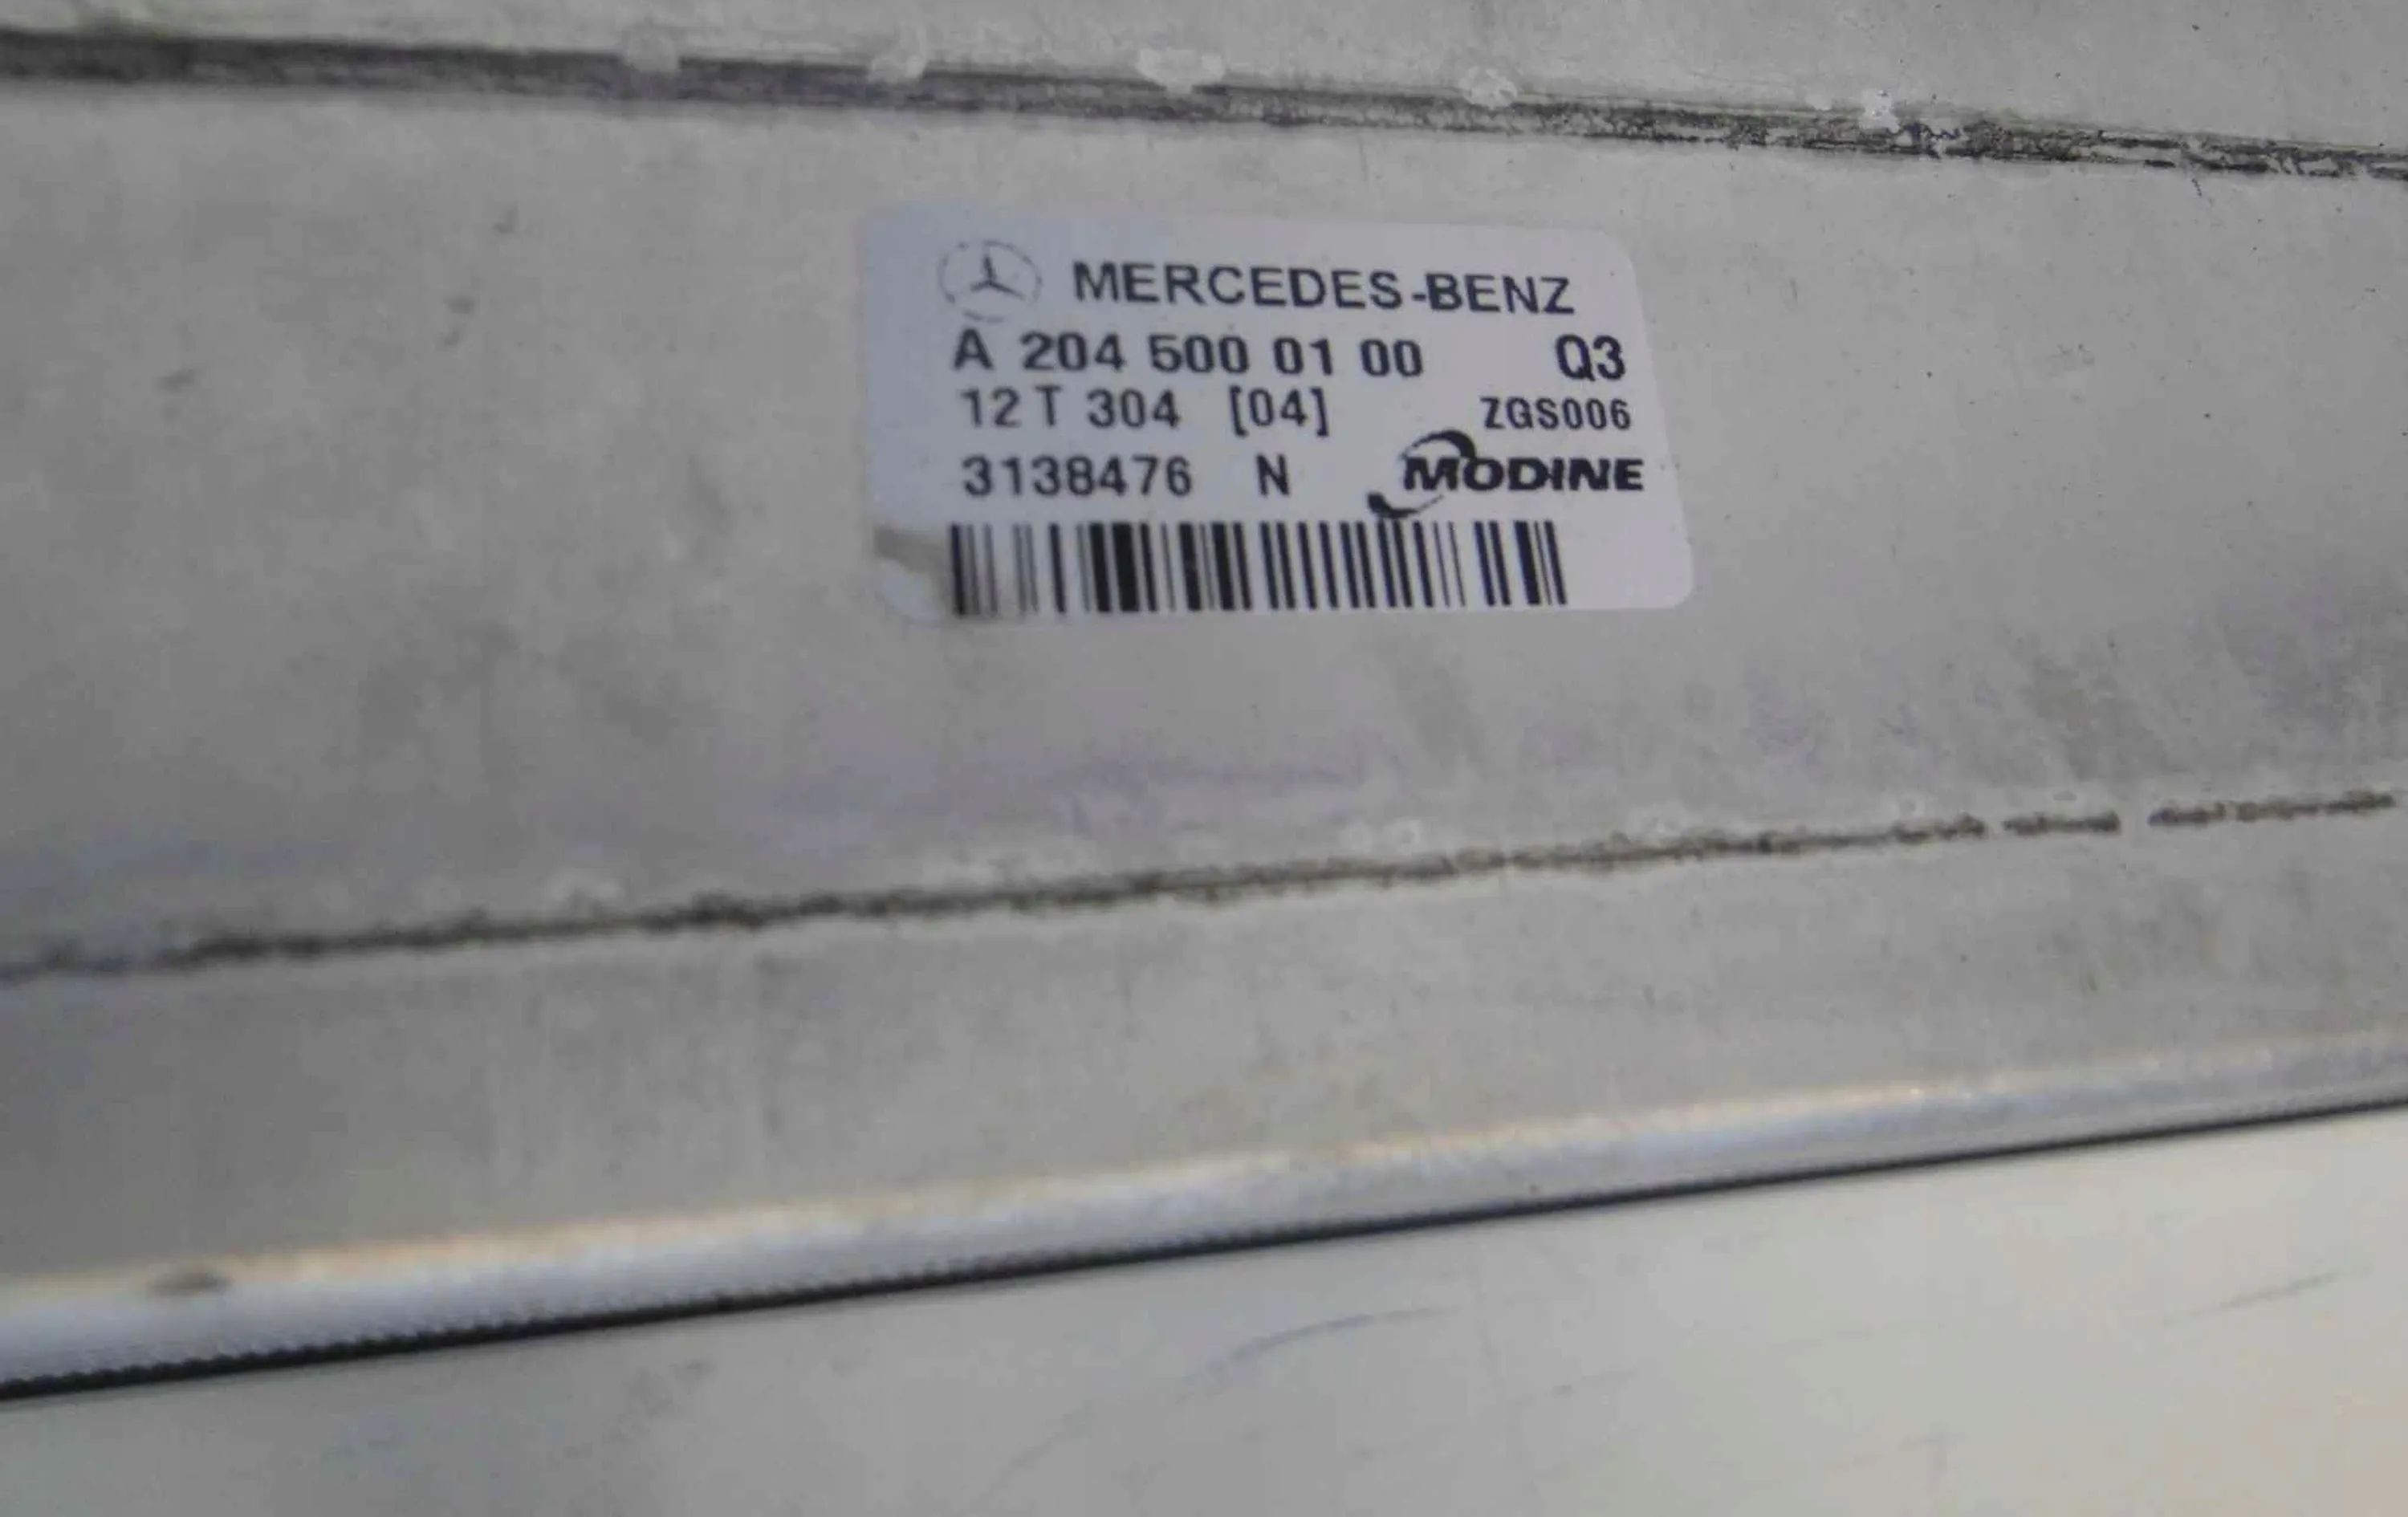 MERCEDES-BENZ
A 204 500 01 00 Q3
12 T 304 [04] ZGS006
3138476 N MODINE